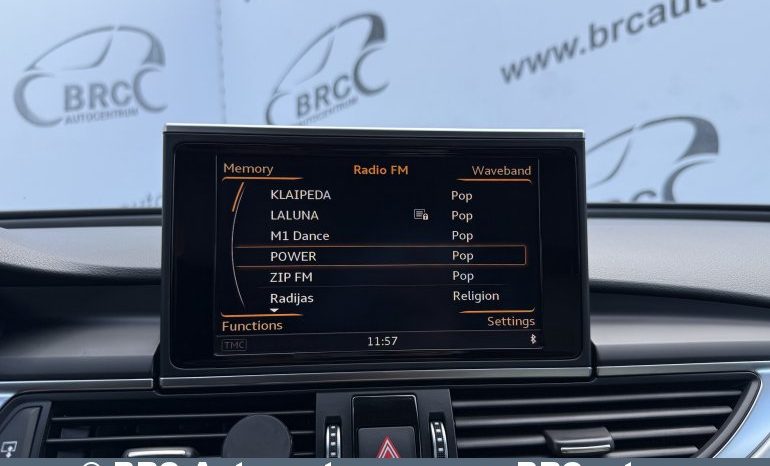 www.brcauto
BRC
AUTOCENTRUM
BRC
AUTOCENTRUM
Memory Radio FM Waveband
KLAIPEDA Pop
LALUNA Pop
M1 Dance Pop
POWER Pop
ZIP FM Pop
Radijas Religion
Functions Settings
TMC 11:57